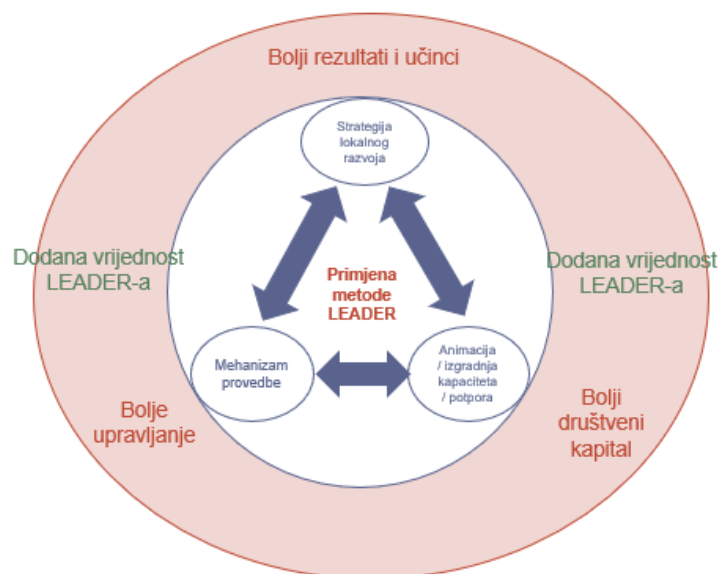 Bolji rezultati i učinci
Strategija
lokalnog
razvoja
Dodana vrijednost
LEADER-a
Dodana vrijednost
LEADER-a
Primjena
metode
LEADER
Mehanizam
provedbe
Animacija
/ izgradnja
kapaciteta
/ potpora
Bolje
upravljanje
Bolji
društveni
kapital